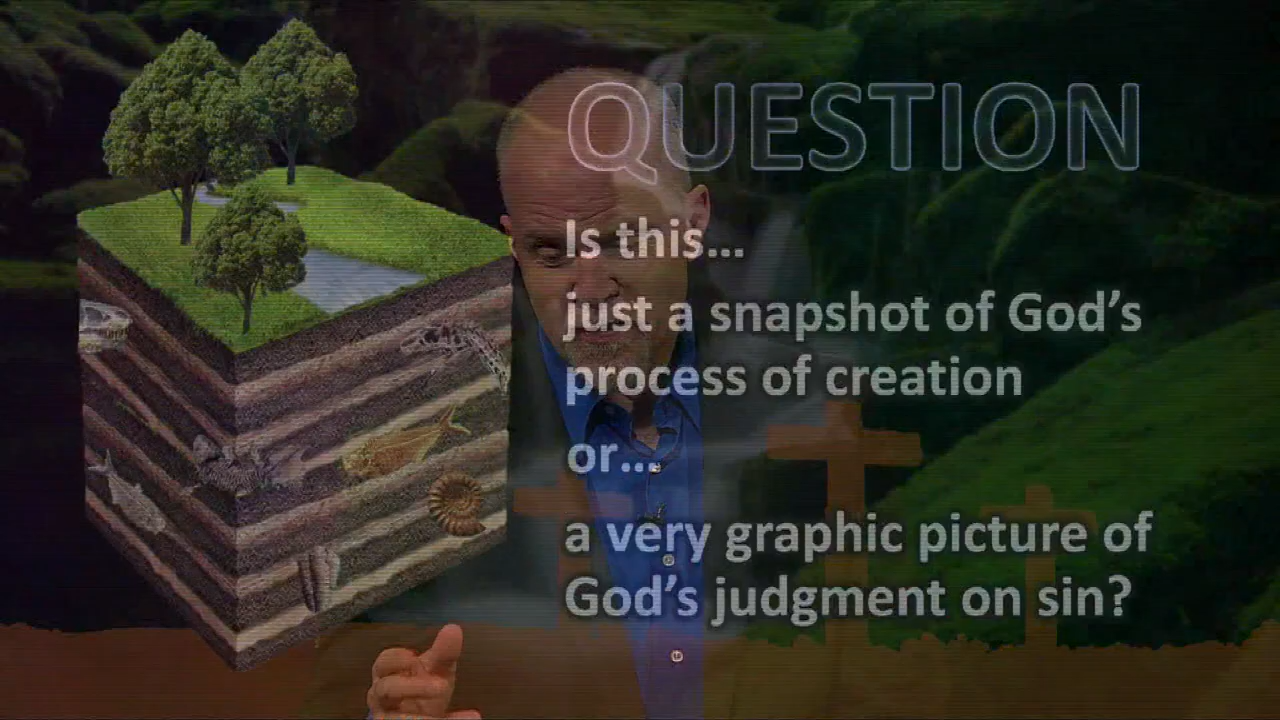 QUESTION
Is this...
just a snapshot of God's
process of creation
or...
a very graphic picture of
God's judgment on sin?